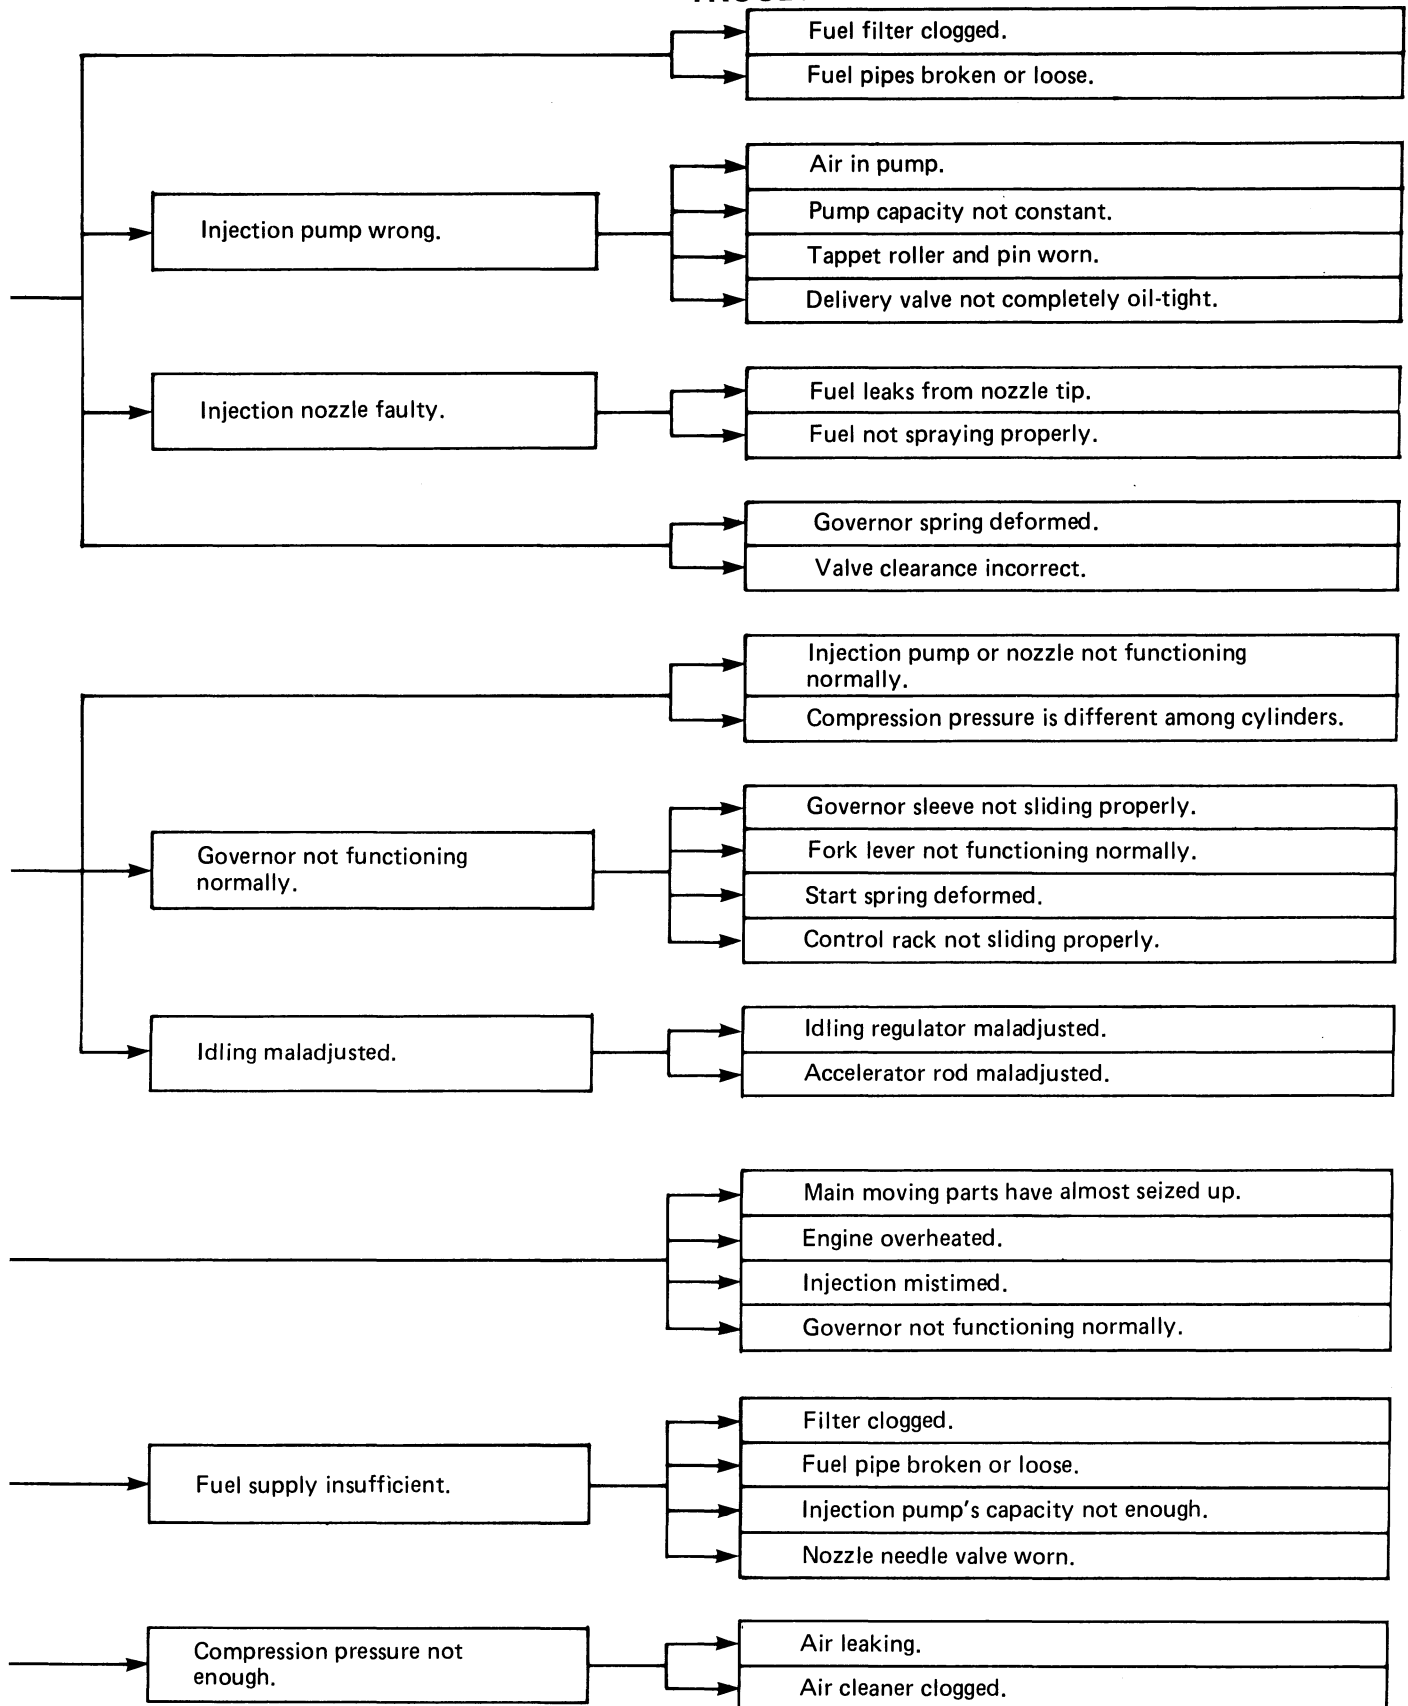 Fuel filter clogged.
Fuel pipes broken or loose.
Injection pump wrong.
Air in pump.
Pump capacity not constant.
Tappet roller and pin worn.
Delivery valve not completely oil-tight.
Injection nozzle faulty.
Fuel leaks from nozzle tip.
Fuel not spraying properly.
Governor spring deformed.
Valve clearance incorrect.
Injection pump or nozzle not functioning
normally.
Compression pressure is different among cylinders.
Governor not functioning
normally.
Governor sleeve not sliding properly.
Fork lever not functioning normally.
Start spring deformed.
Control rack not sliding properly.
Idling maladjusted.
Idling regulator maladjusted.
Accelerator rod maladjusted.
Main moving parts have almost seized up.
Engine overheated.
Injection mistimed.
Governor not functioning normally.
Fuel supply insufficient.
Filter clogged.
Fuel pipe broken or loose.
Injection pump's capacity not enough.
Nozzle needle valve worn.
Compression pressure not
enough.
Air leaking.
Air cleaner clogged.